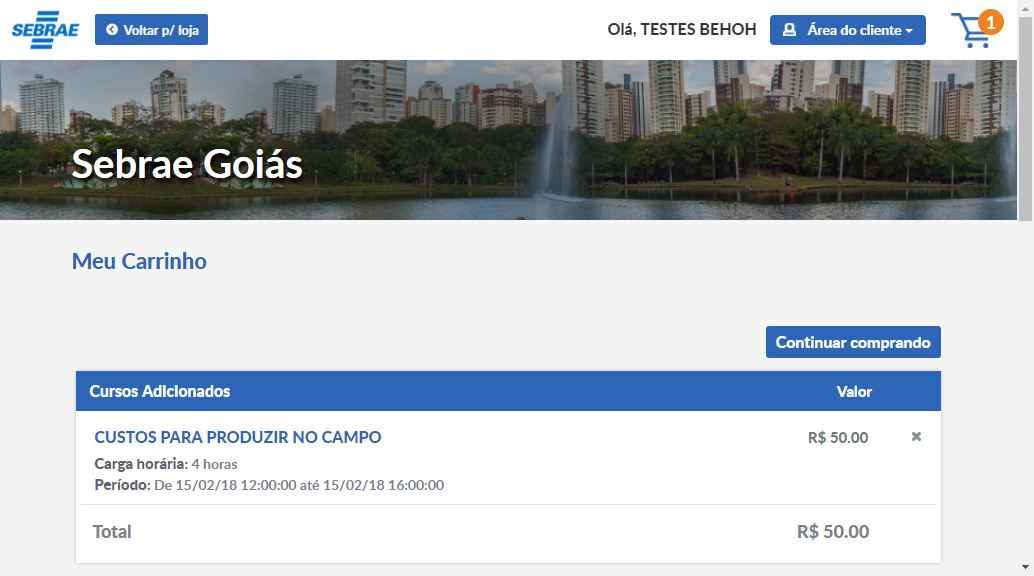 SEBRAE
Voltar p/ loja
Olá, TESTES BEHOH
Área do cliente
1
Sebrae Goiás
Meu Carrinho
Continuar comprando
Cursos Adicionados Valor
CUSTOS PARA PRODUZIR NO CAMPO R$ 50.00
Carga horária: 4 horas
Período: De 15/02/18 12:00:00 até 15/02/18 16:00:00
Total R$ 50.00